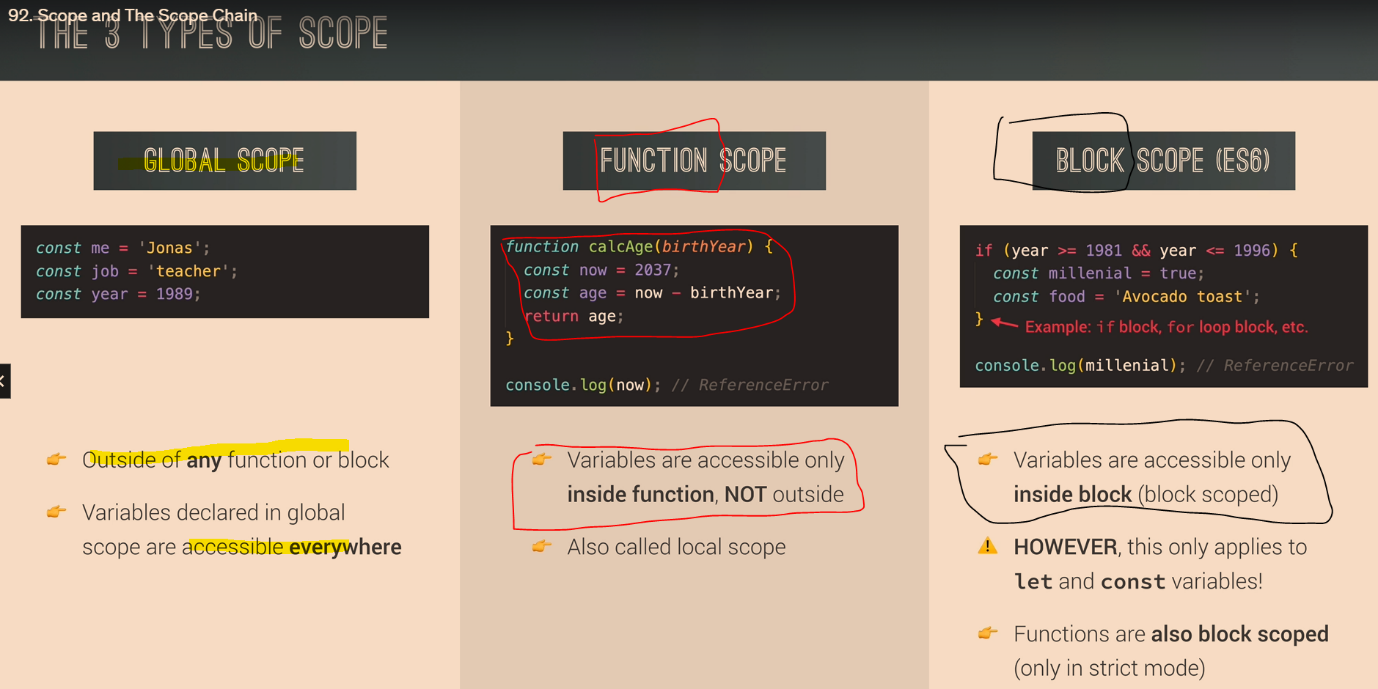 92. Scope and The Scope Chain
THE 3 TYPES OF SCOPE
GLOBAL SCOPE
const me = 'Jonas';
const job = 'teacher';
const year = 1989;
Outside of any function or block
Variables declared in global
scope are accessible everywhere
FUNCTION SCOPE
function calcAge(birthYear) {
const now = 2037;
const age = now - birthYear;
return age;
}
console.log(now); // ReferenceError
Variables are accessible only
inside function, NOT outside
Also called local scope
BLOCK SCOPE (ES6)
if (year >= 1981 && year <= 1996) {
const millenial = true;
const food = 'Avocado toast';
}
Example: if block, for loop block, etc.
console.log(millenial); // ReferenceError
Variables are accessible only
inside block (block scoped)
HOWEVER, this only applies to
let and const variables!
Functions are also block scoped
(only in strict mode)